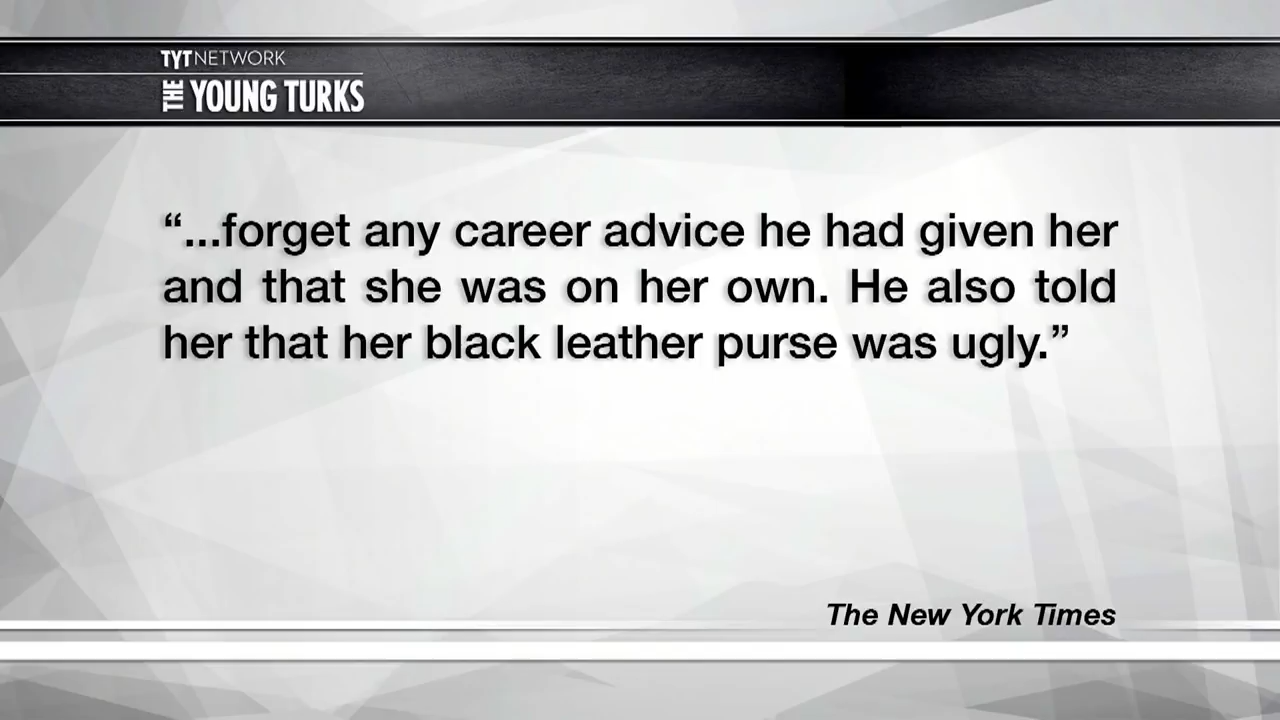 TYT NETWORK
THE YOUNG TURKS
“...forget any career advice he had given her
and that she was on her own. He also told
her that her black leather purse was ugly.”
The New York Times